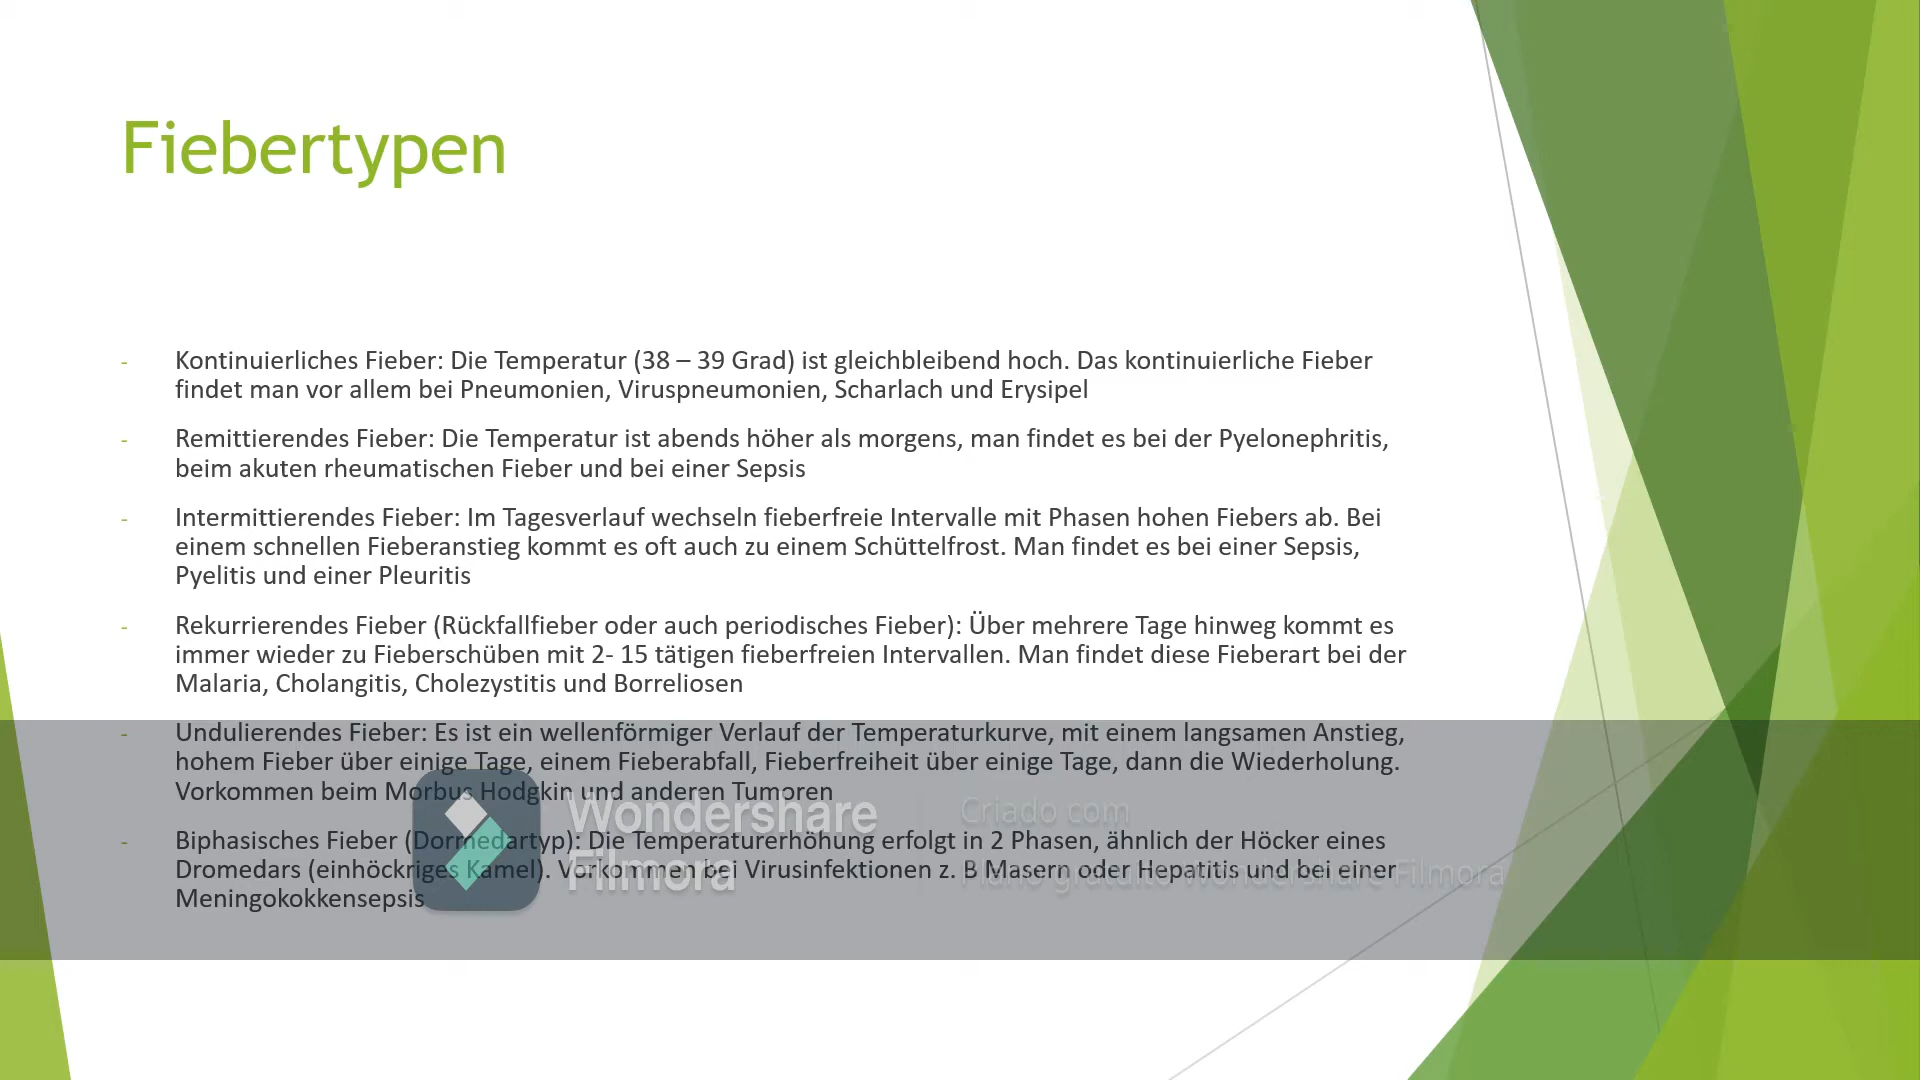 Fiebertypen
- Kontinuierliches Fieber: Die Temperatur (38 – 39 Grad) ist gleichbleibend hoch. Das kontinuierliche Fieber
findet man vor allem bei Pneumonien, Viruspneumonien, Scharlach und Erysipel
- Remittierendes Fieber: Die Temperatur ist abends höher als morgens, man findet es bei der Pyelonephritis,
beim akuten rheumatischen Fieber und bei einer Sepsis
- Intermittierendes Fieber: Im Tagesverlauf wechseln fieberfreie Intervalle mit Phasen hohen Fiebers ab. Bei
einem schnellen Fieberanstieg kommt es oft auch zu einem Schüttelfrost. Man findet es bei einer Sepsis,
Pyelitis und einer Pleuritis
- Rekurrierendes Fieber (Rückfallfieber oder auch periodisches Fieber): Über mehrere Tage hinweg kommt es
immer wieder zu Fieberschüben mit 2- 15 tätigen fieberfreien Intervallen. Man findet diese Fieberart bei der
Malaria, Cholangitis, Cholezystitis und Borreliosen
- Undulierendes Fieber: Es ist ein wellenförmiger Verlauf der Temperaturkurve, mit einem langsamen Anstieg,
hohem Fieber über einige Tage, einem Fieberabfall, Fieberfreiheit über einige Tage, dann die Wiederholung.
Vorkommen beim Morbus Hodgkin und anderen Tumoren
- Biphasisches Fieber (Dormedartyp): Die Temperaturerhöhung erfolgt in 2 Phasen, ähnlich der Höcker eines
Dromedars (einhöckriges Kamel). Vorkommen bei Virusinfektionen z. B Masern oder Hepatitis und bei einer
Meningokokkensepsis
Wondershare
Filmora
Criado com
Plano gratuito Wondershare Filmora